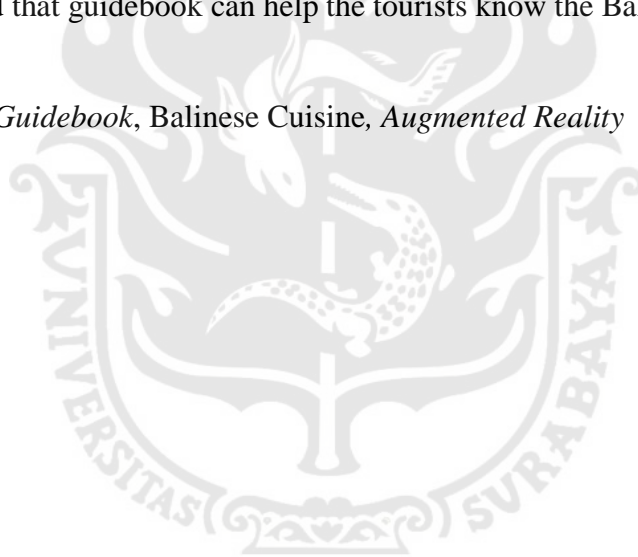 that guidebook can help the tourists know the Ba
Guidebook, Balinese Cuisine, Augmented Reality
UNIVERSITAS SURABAYA